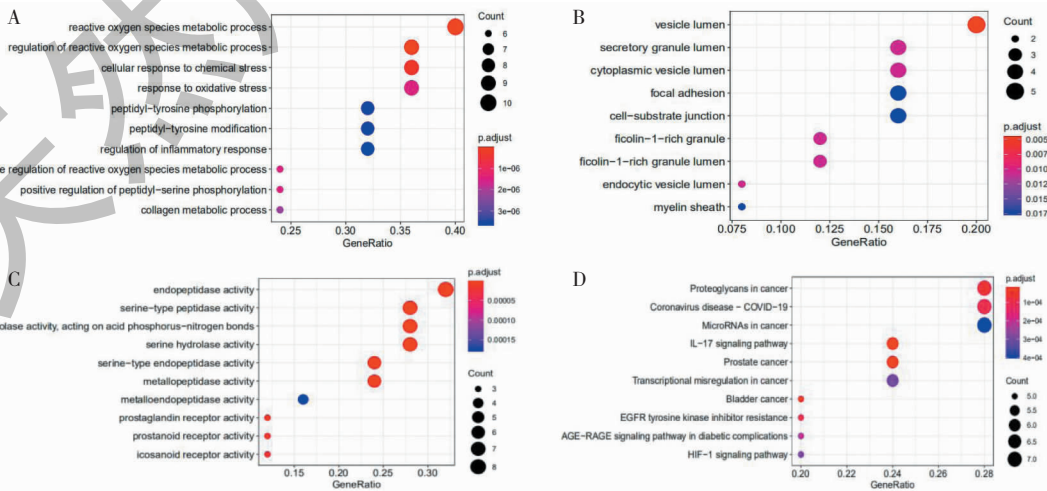 A
reactive oxygen species metabolic process
regulation of reactive oxygen species metabolic process
cellular response to chemical stress
response to oxidative stress
peptidyl-tyrosine phosphorylation
peptidyl-tyrosine modification
regulation of inflammatory response
e regulation of reactive oxygen species metabolic process
positive regulation of peptidyl-serine phosphorylation
collagen metabolic process
0.25 0.30 0.35 0.40
GeneRatio
Count
6
7
8
9
10
p.adjust
1e-06
2e-06
3e-06
B
vesicle lumen
secretory granule lumen
cytoplasmic vesicle lumen
focal adhesion
cell-substrate junction
ficolin-1-rich granule
ficolin-1-rich granule lumen
endocytic vesicle lumen
myelin sheath
0.075 0.100 0.125 0.150 0.175 0.200
GeneRatio
Count
2
3
4
5
p.adjust
0.005
0.007
0.010
0.012
0.015
0.017
C
endopeptidase activity
serine-type peptidase activity
rolase activity, acting on acid phosphorus-nitrogen bonds
serine hydrolase activity
serine-type endopeptidase activity
metallopeptidase activity
metalloendopeptidase activity
prostaglandin receptor activity
prostanoid receptor activity
icosanoid receptor activity
0.15 0.20 0.25 0.30
GeneRatio
p.adjust
0.00005
0.00010
0.00015
Count
3
4
5
6
7
8
D
Proteoglycans in cancer
Coronavirus disease - COVID-19
MicroRNAs in cancer
IL-17 signaling pathway
Prostate cancer
Transcriptional misregulation in cancer
Bladder cancer
EGFR tyrosine kinase inhibitor resistance
AGE-RAGE signaling pathway in diabetic complications
HIF-1 signaling pathway
0.20 0.22 0.24 0.26 0.28
GeneRatio
p.adjust
1e-04
2e-04
3e-04
4e-04
Count
5.0
5.5
6.0
6.5
7.0